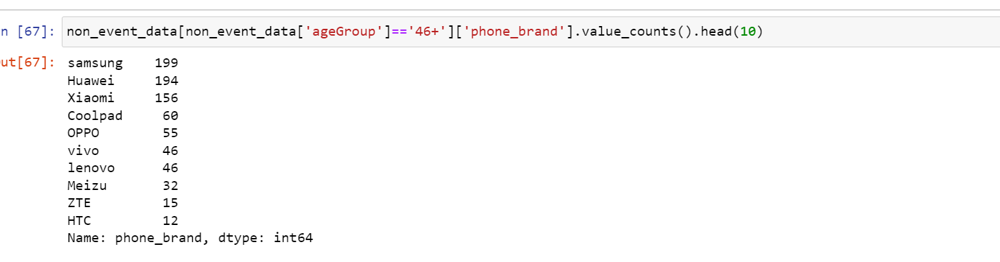 n [67]: non_event_data[non_event_data['ageGroup']=='46+']['phone_brand'].value_counts().head(10)
ut[67]: samsung 199
Huawei 194
Xiaomi 156
Coolpad 60
OPPO 55
vivo 46
lenovo 46
Meizu 32
ZTE 15
HTC 12
Name: phone_brand, dtype: int64